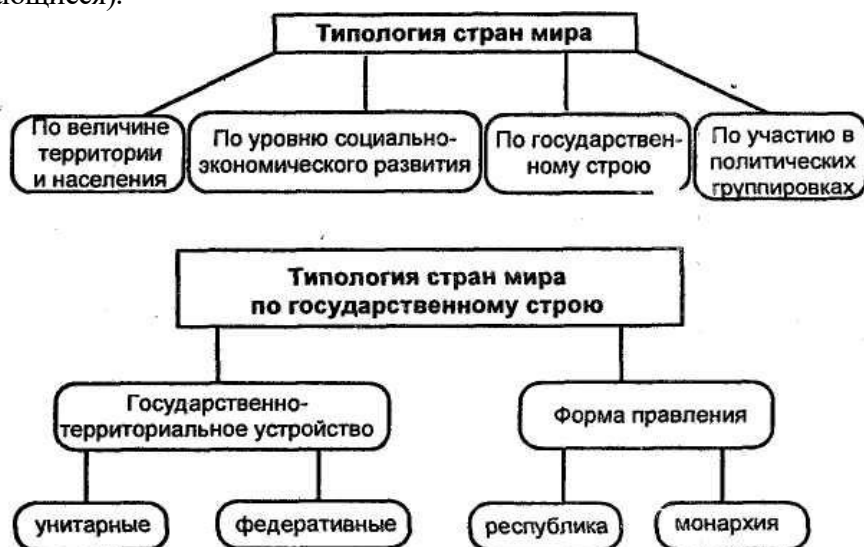 ющиеся).
Типология стран мира
По величине
территории
и населения
По уровню социально-
экономического развития
По государствен-
ному строю
По участию в
политических
группировках
Типология стран мира
по государственному строю
Государственно-
территориальное устройство
Форма правления
унитарные
федеративные
республика
монархия